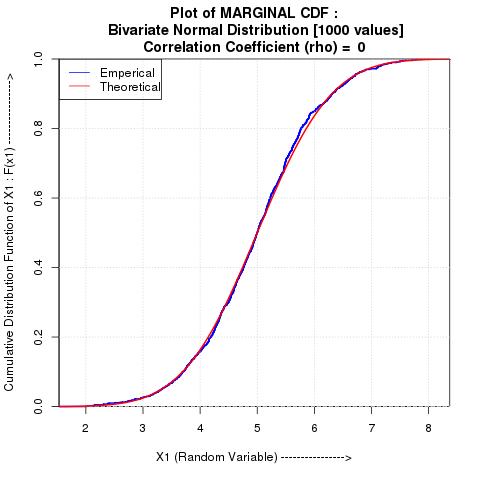 Plot of MARGINAL CDF :
Bivariate Normal Distribution [1000 values]
Correlation Coefficient (rho) = 0
Cumulative Distribution Function of X1 : F(x1) ---------------->
1.0
0.8
0.6
0.4
0.2
0.0
Emperical
Theoretical
2 3 4 5 6 7 8
X1 (Random Variable) ---------------->